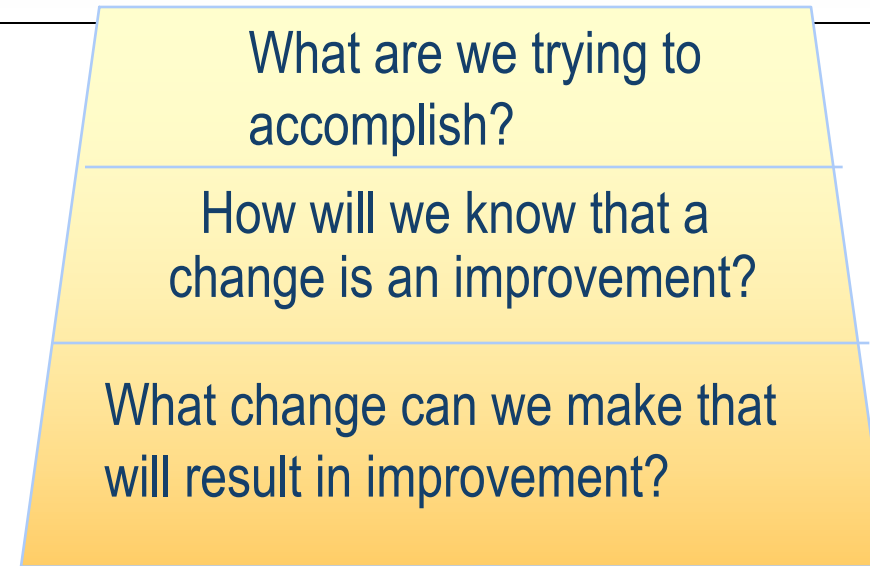 What are we trying to
accomplish?
How will we know that a
change is an improvement?
What change can we make that
will result in improvement?